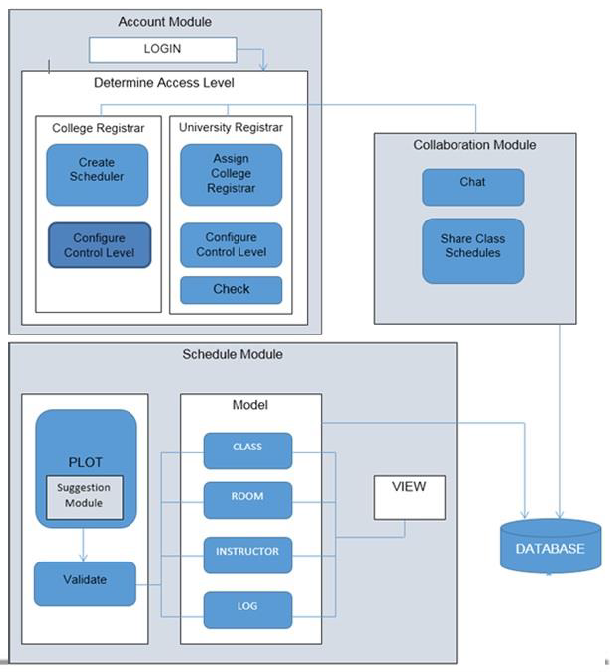 Account Module
LOGIN
Determine Access Level
College Registrar
Create
Scheduler
Configure
Control Level
University Registrar
Assign
College
Registrar
Configure
Control Level
Check
Collaboration Module
Chat
Share Class
Schedules
Schedule Module
PLOT
Suggestion
Module
Validate
Model
CLASS
ROOM
INSTRUCTOR
LOG
VIEW
DATABASE